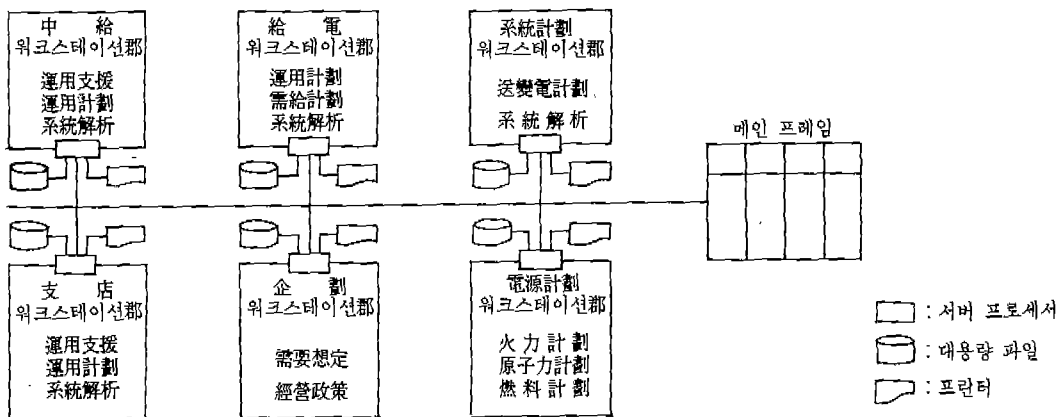 中 給
워크스테이션郡
運用支援
運用計劃
系統解析
給 電
워크스테이션郡
運用計劃
需給計劃
系統解析
系統計劃
워크스테이션郡
送變電計劃
系統解析
메인 프레임
支 店
워크스테이션郡
運用支援
運用計劃
系統解析
企 劃
워크스테이션郡
需要想定
經營政策
電源計劃
워크스테이션郡
火力計劃
原子力計劃
燃料計劃
: 서버 프로세서
: 대용량 파일
: 프린터